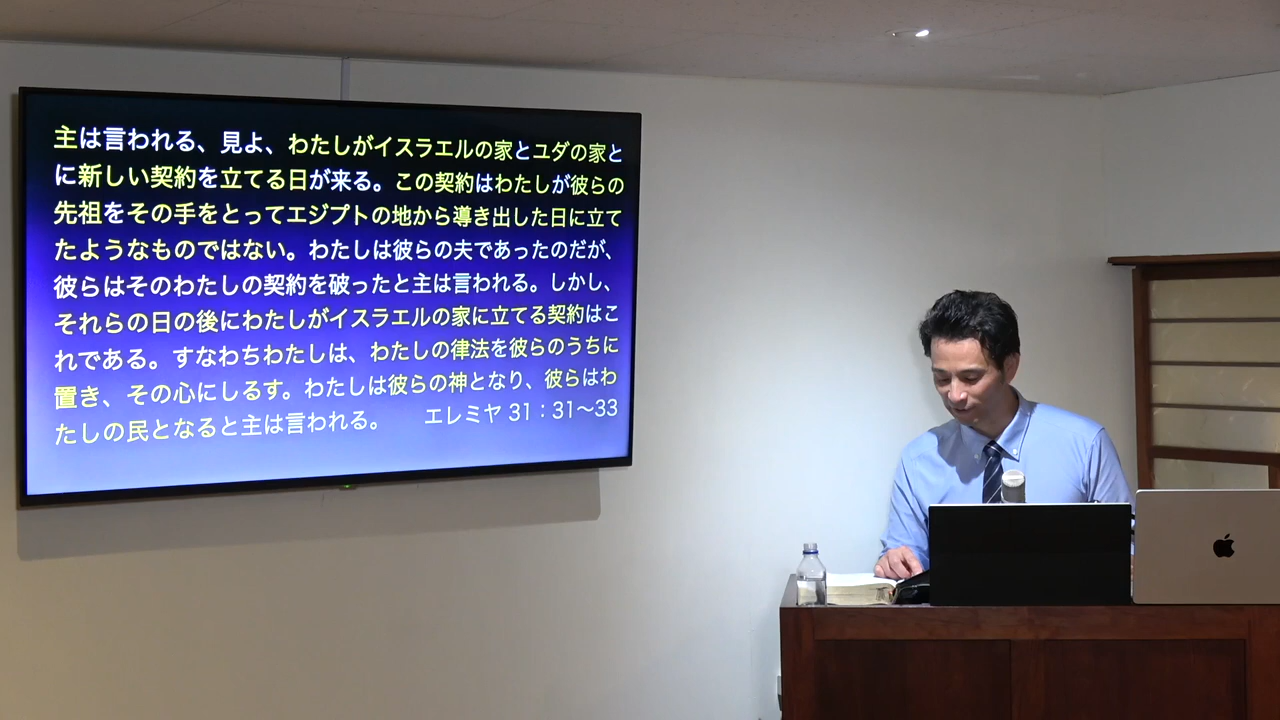 主は言われる、見よ、わたしがイスラエルの家とユダの家と
に新しい契約を立てる日が来る。この契約はわたしが彼らの
先祖をその手をとってエジプトの地から導き出した日に立て
たようなものではない。わたしは彼らの夫であったのだが、
彼らはそのわたしの契約を破ったと主は言われる。しかし、
それらの日の後にわたしがイスラエルの家に立てる契約はこ
れである。すなわちわたしは、わたしの律法を彼らのうちに
置き、その心にしるす。わたしは彼らの神となり、彼らはわ
たしの民となると主は言われる。 エレミヤ 31：31〜33